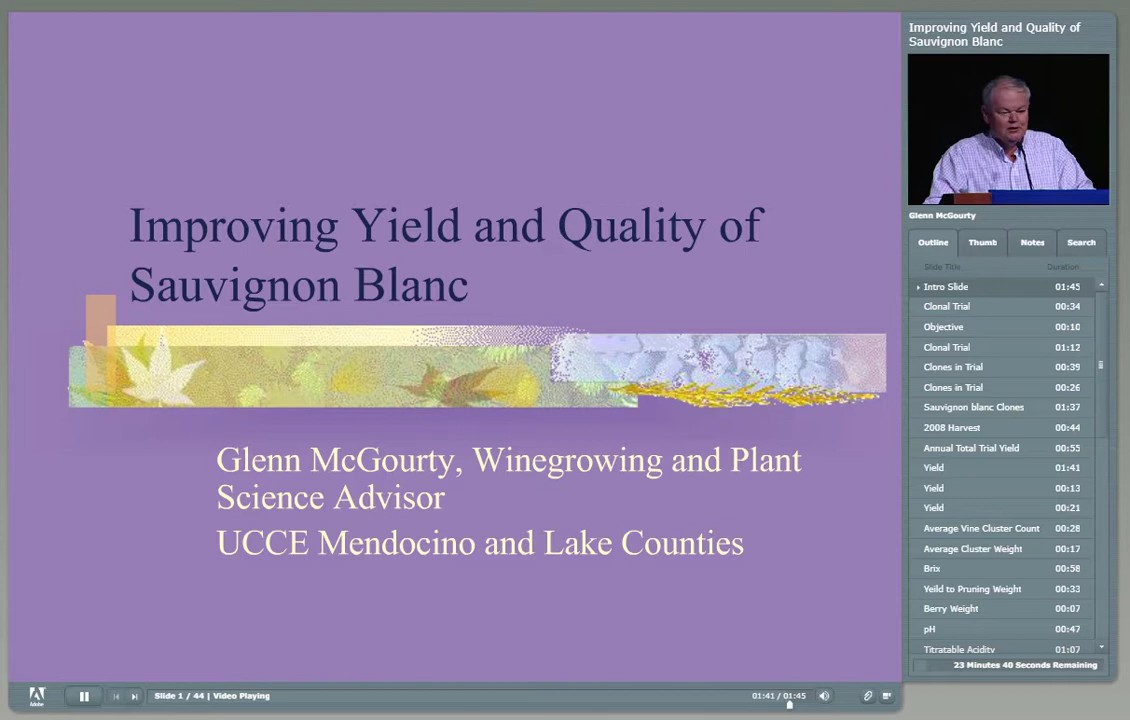 Improving Yield and Quality of
Sauvignon Blanc
Glenn McGourty, Winegrowing and Plant
Science Advisor
UCCE Mendocino and Lake Counties
Improving Yield and Quality of
Sauvignon Blanc
Glenn McGourty
Outline Thumb Notes Search
Slide Title Duration
Intro Slide 01:45
Clonal Trial 00:34
Objective 00:10
Clonal Trial 01:12
Clones in Trial 00:39
Clones in Trial 00:26
Sauvignon blanc Clones 01:37
2008 Harvest 00:44
Annual Total Trial Yield 00:55
Yield 01:41
Yield 00:13
Yield 00:21
Average Vine Cluster Count 00:28
Average Cluster Weight 00:17
Brix 00:58
Yeild to Pruning Weight 00:33
Berry Weight 00:07
pH 00:47
Titratable Acidity 01:07
23 Minutes 40 Seconds Remaining
Adobe
Slide 1 / 44 | Video Playing
01:41 / 01:45